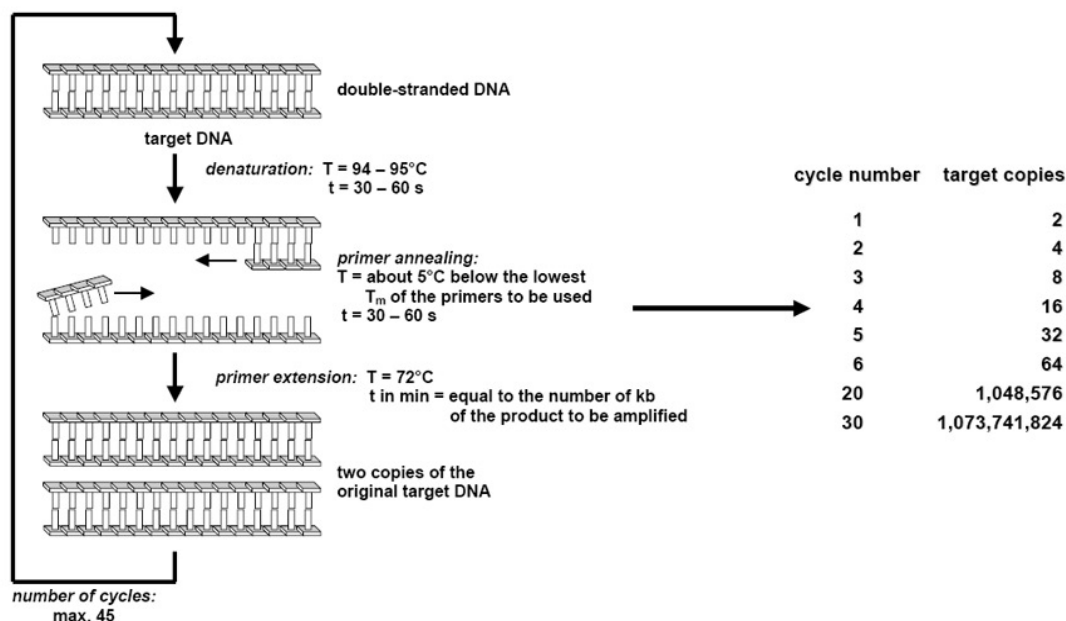 double-stranded DNA
target DNA
denaturation: T = 94 – 95°C
t = 30 – 60 s
primer annealing:
T = about 5°C below the lowest
Tm of the primers to be used
t = 30 – 60 s
primer extension: T = 72°C
t in min = equal to the number of kb
of the product to be amplified
two copies of the
original target DNA
number of cycles:
max. 45
cycle number target copies
1 2
2 4
3 8
4 16
5 32
6 64
20 1,048,576
30 1,073,741,824